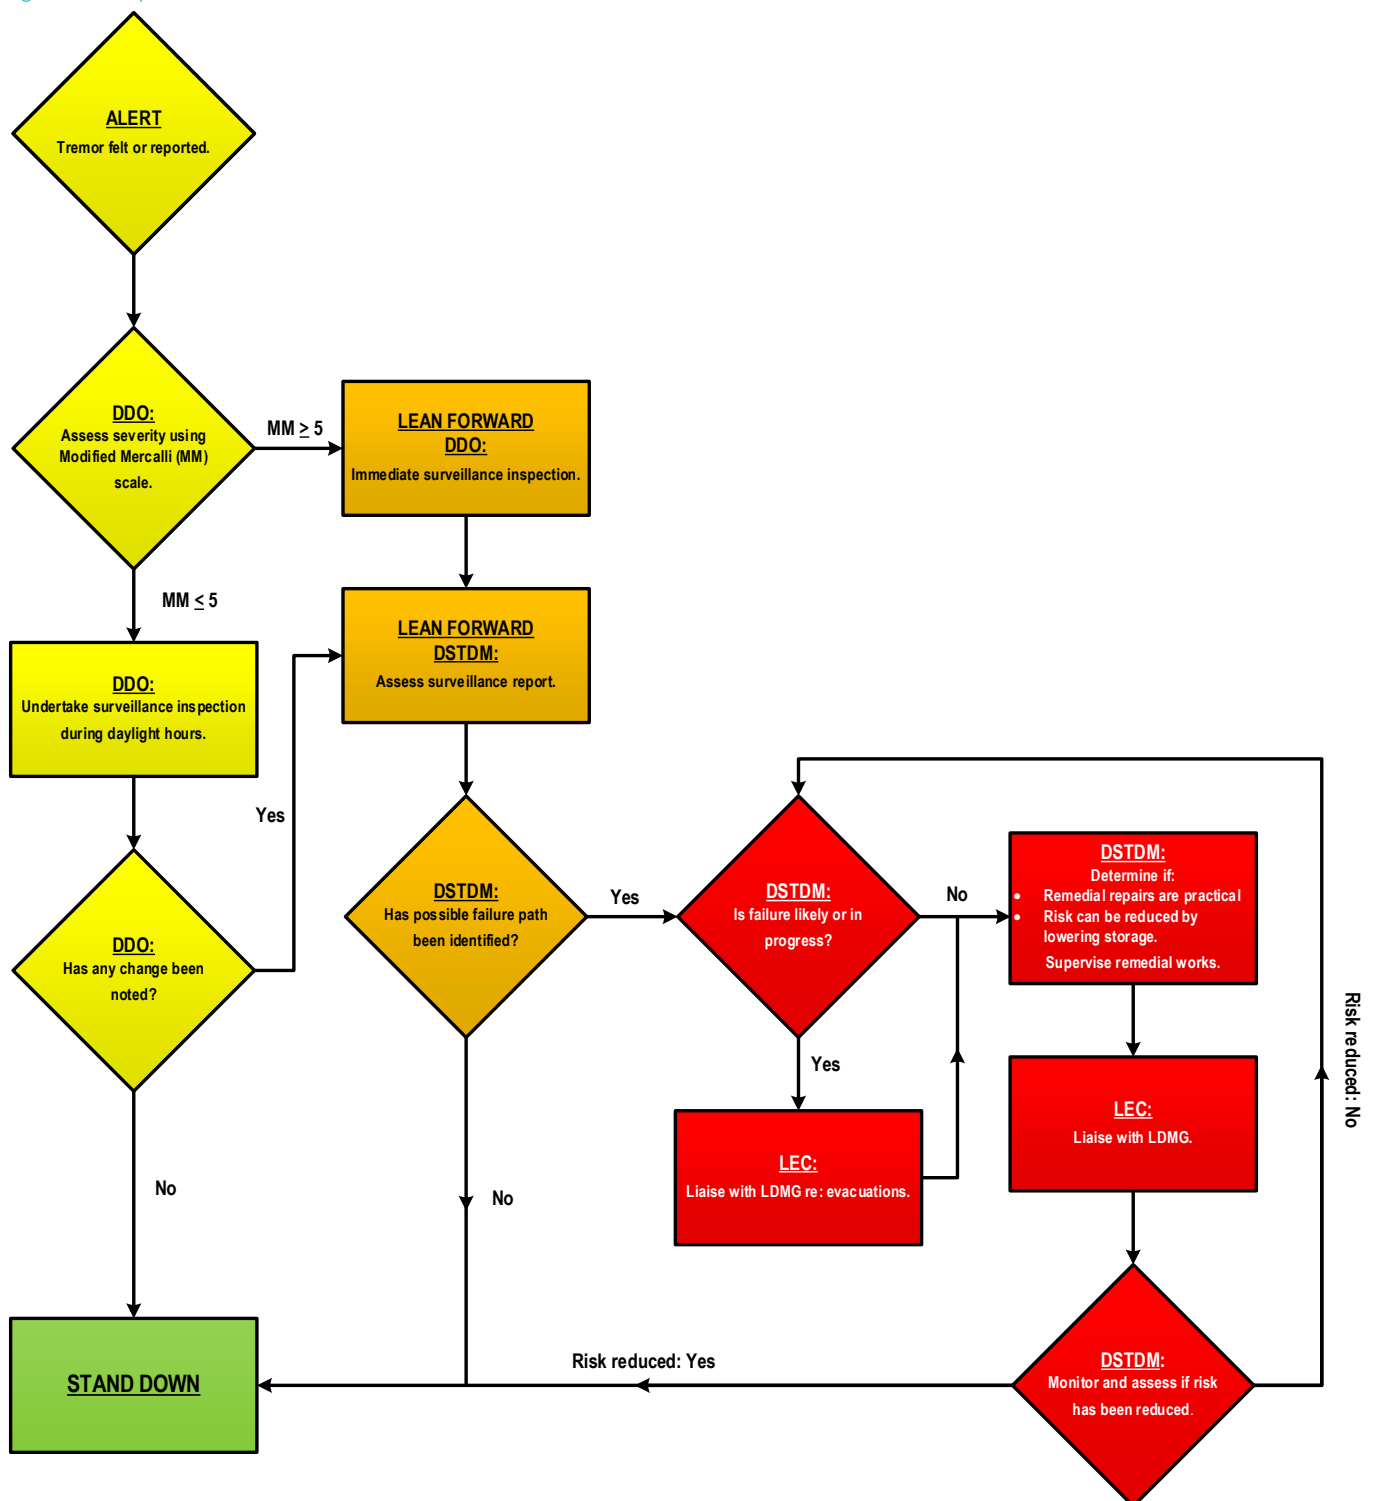 ALERT
Tremor felt or reported.
DDO:
Assess severity using
Modified Mercalli (MM)
scale.
MM ≥ 5
LEAN FORWARD
DDO:
Immediate surveillance inspection.
MM ≤ 5
LEAN FORWARD
DSTDM:
Assess surveillance report.
DDO:
Undertake surveillance inspection
during daylight hours.
Yes
DDO:
Has any change been
noted?
No
DSTDM:
Has possible failure path
been identified?
Yes
No
DSTDM:
Is failure likely or in
progress?
No
Yes
LEC:
Liaise with LDMG re: evacuations.
DSTDM:
Determine if:
• Remedial repairs are practical
• Risk can be reduced by
lowering storage.
Supervise remedial works.
LEC:
Liaise with LDMG.
Risk reduced: No
DSTDM:
Monitor and assess if risk
has been reduced.
Risk reduced: Yes
STAND DOWN